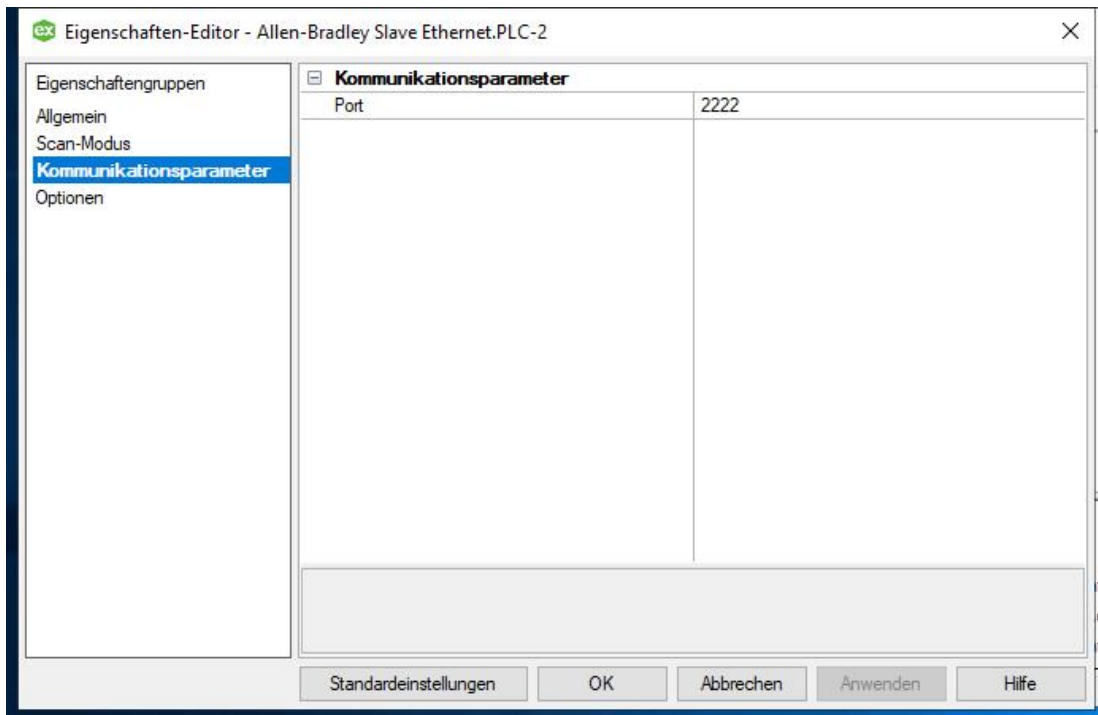 ex Eigenschaften-Editor - Allen-Bradley Slave Ethernet.PLC-2
Eigenschaftengruppen
Allgemein
Scan-Modus
Kommunikationsparameter
Optionen
Kommunikationsparameter
Port 2222
Standardeinstellungen OK Abbrechen Anwenden Hilfe